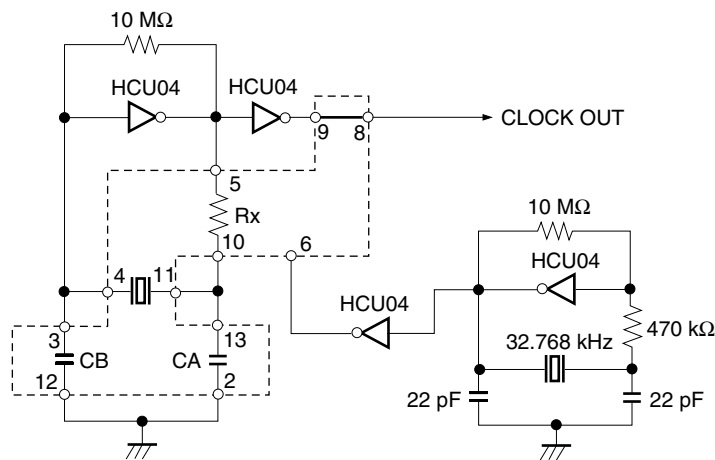 10 MΩ
HCU04
HCU04
9
8
CLOCK OUT
5
Rx
10
6
10 MΩ
HCU04
4
11
HCU04
470 kΩ
3
CB
13
CA
32.768 kHz
12
2
22 pF
22 pF